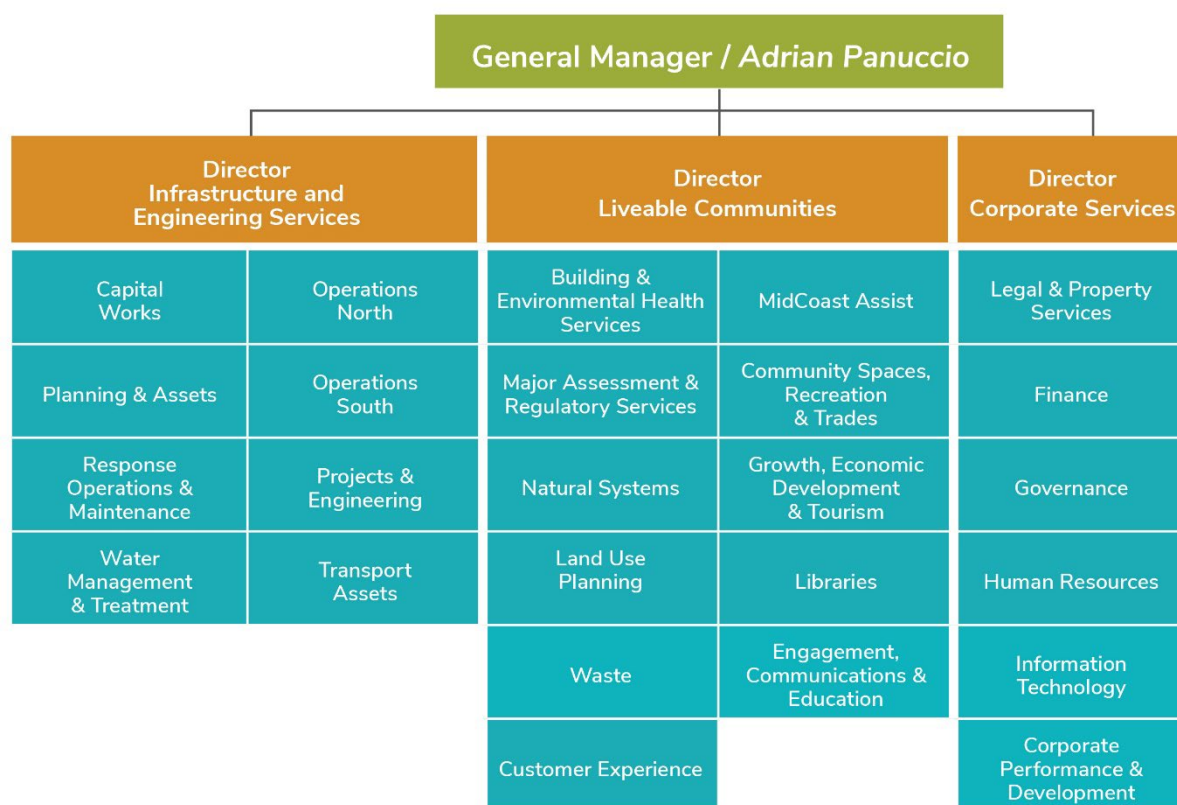 General Manager / Adrian Panuccio
Director
Infrastructure and
Engineering Services
Capital
Works
Operations
North
Planning & Assets
Operations
South
Response
Operations &
Maintenance
Projects &
Engineering
Water
Management
& Treatment
Transport
Assets
Director
Liveable Communities
Building &
Environmental Health
Services
MidCoast Assist
Major Assessment &
Regulatory Services
Community Spaces,
Recreation
& Trades
Natural Systems
Growth, Economic
Development
& Tourism
Land Use
Planning
Libraries
Waste
Engagement,
Communications &
Education
Customer Experience
Director
Corporate Services
Legal & Property
Services
Finance
Governance
Human Resources
Information
Technology
Corporate
Performance &
Development